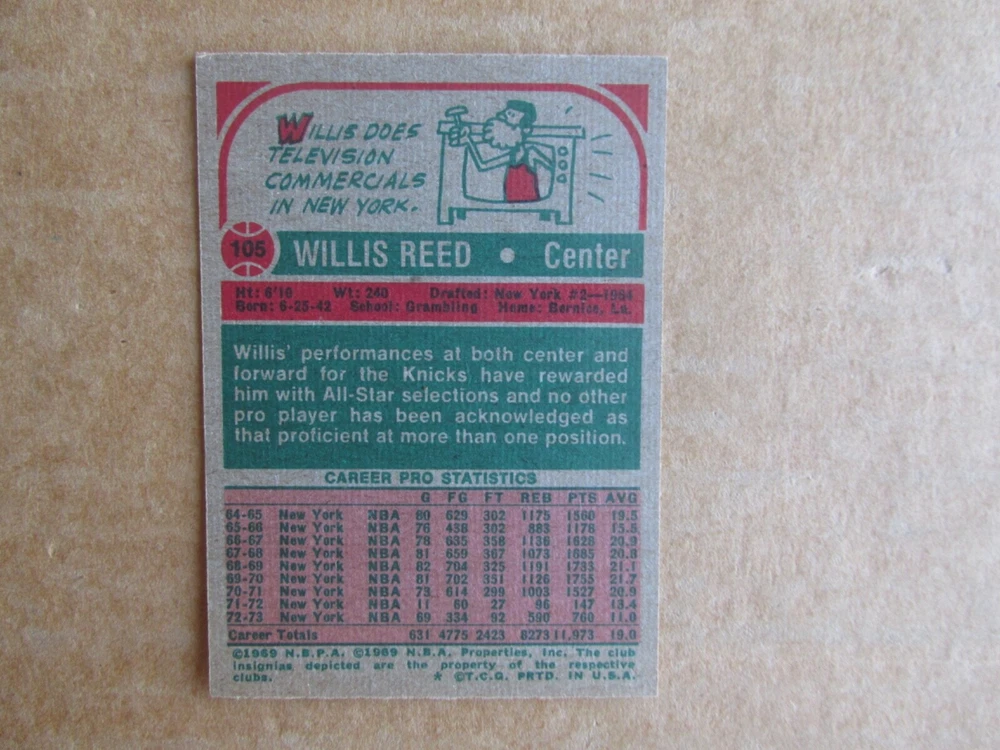 WILLIS DOES
TELEVISION
COMMERCIALS
IN NEW YORK.
105 WILLIS REED • Center
Ht: 6'10 Wt: 240 Drafted: New York #2—1964
Born: 6-25-42 School: Grambling Home: Bernice, La.
Willis' performances at both center and
forward for the Knicks have rewarded
him with All-Star selections and no other
pro player has been acknowledged as
that proficient at more than one position.
CAREER PRO STATISTICS
G FG FT REB PTS AVG
64-65 New York NBA 80 629 302 1175 1560 19.5
65-66 New York NBA 76 438 302 883 1178 15.5
66-67 New York NBA 78 635 358 1136 1628 20.9
67-68 New York NBA 81 659 367 1073 1685 20.8
68-69 New York NBA 82 704 325 1191 1733 21.1
69-70 New York NBA 81 702 351 1126 1755 21.7
70-71 New York NBA 73 614 299 1003 1527 20.9
71-72 New York NBA 11 60 27 96 147 13.4
72-73 New York NBA 69 334 92 590 760 11.0
Career Totals 631 4775 2423 8273 11,973 19.0
©1969 N.B.P.A. ©1969 N.B.A. Properties, Inc. The club
insignias depicted are the property of the respective
clubs. * ©T.C.G. PRTD. IN U.S.A.